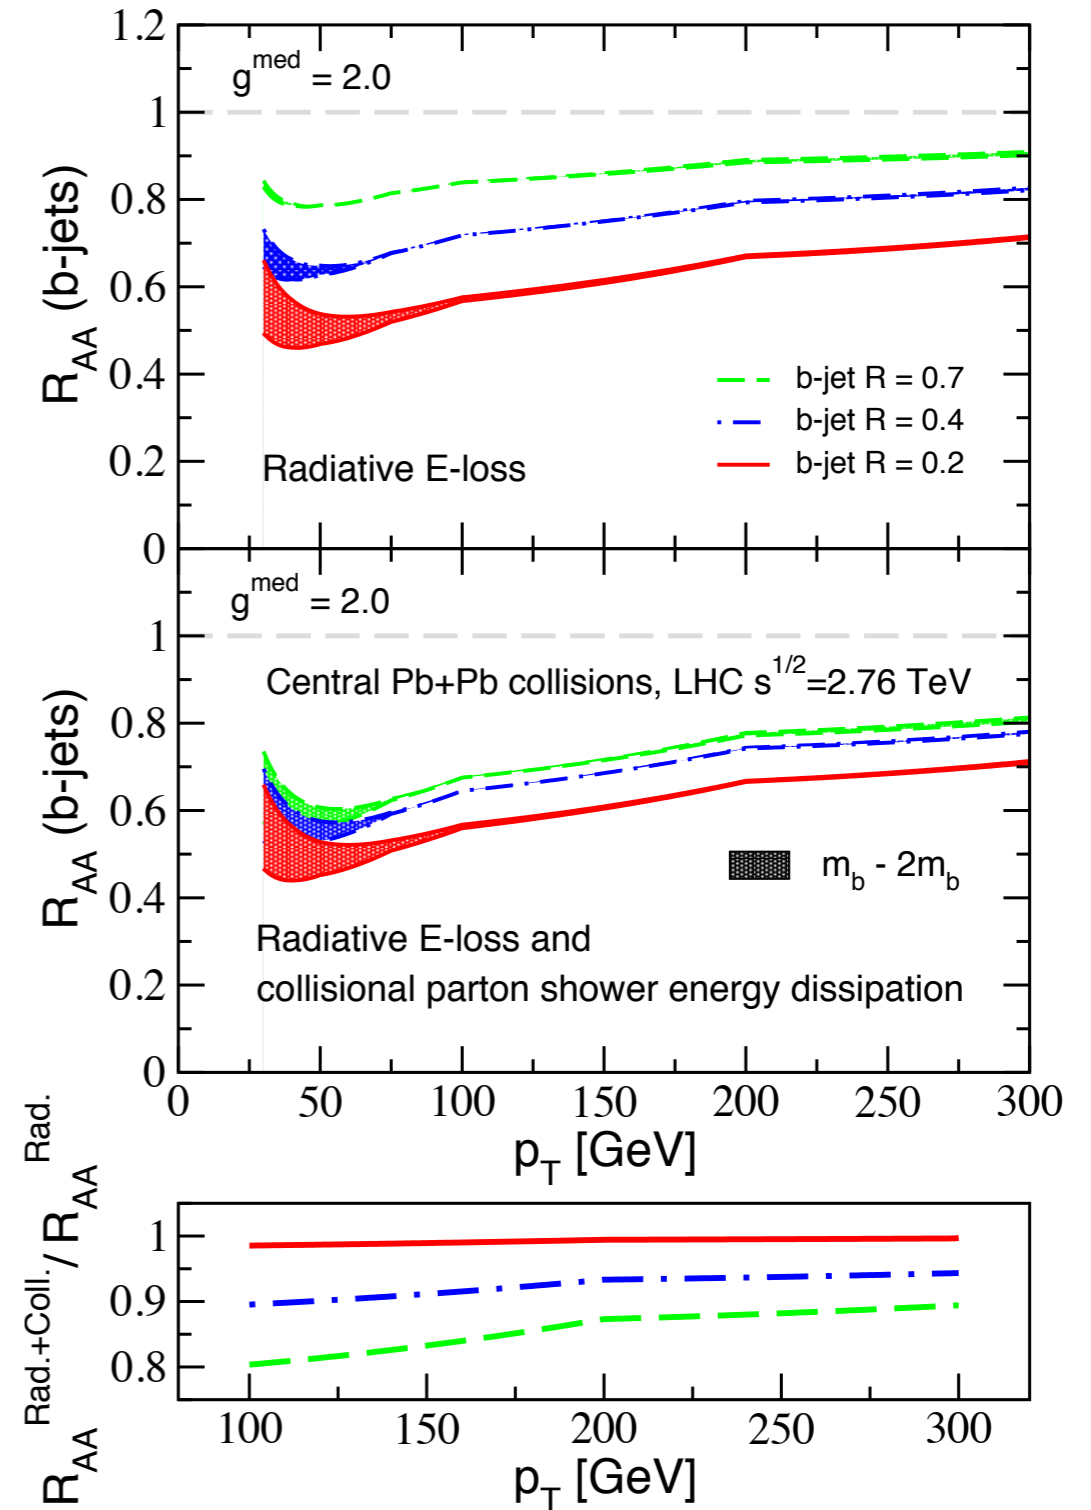 1.2
g^med = 2.0
1
0.8
0.6
0.4
0.2
0
R_AA (b-jets)
b-jet R = 0.7
b-jet R = 0.4
b-jet R = 0.2
Radiative E-loss
g^med = 2.0
1
Central Pb+Pb collisions, LHC s^1/2=2.76 TeV
0.8
0.6
0.4
0.2
0
R_AA (b-jets)
m_b - 2m_b
Radiative E-loss and
collisional parton shower energy dissipation
0 50 100 150 200 250 300
p_T [GeV]
R_AA^Rad.+Coll. / R_AA^Rad.
1
0.9
0.8
100 150 200 250 300
p_T [GeV]